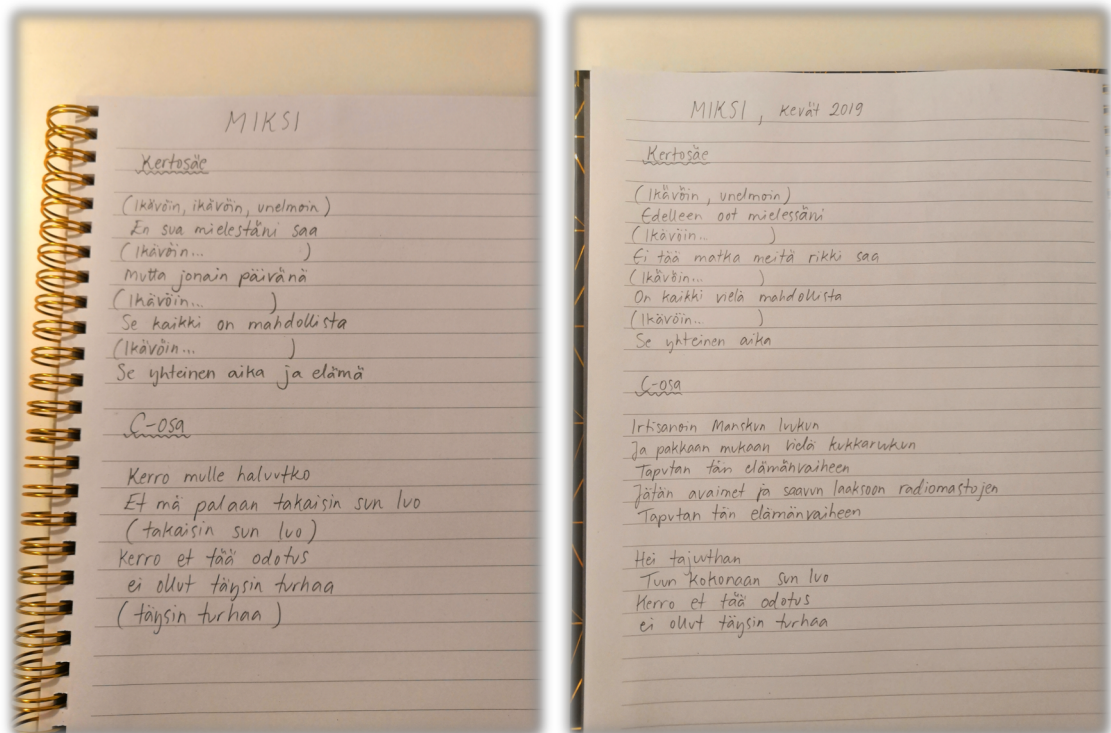 MIKSI
Kertosäe
(Ikävöin, ikävöin, unelmoin)
En sua mielestäni saa
(Ikävöin... )
Mutta jonain päivänä
(Ikävöin... )
Se kaikki on mahdollista
(Ikävöin... )
Se yhteinen aika ja elämä
C-osa
Kerro mulle haluutko
Et mä palaan takaisin sun luo
(takaisin sun luo)
Kerro et tää odotus
ei ollut täysin turhaa
(täysin turhaa)
MIKSI, kevät 2019
Kertosäe
(Ikävöin, unelmoin)
Edelleen oot mielessäni
(Ikävöin... )
Ei tää matka meitä rikki saa
(Ikävöin... )
On kaikki vielä mahdollista
(Ikävöin... )
Se yhteinen aika
C-osa
Irtisanoin Manskun luukun
Ja pakkaan mukaan vielä kukkaruukun
Taputan tän elämänvaiheen
Jätän avaimet ja saavun laaksoon radiomastojen
Taputan tän elämänvaiheen
Hei tajuuthan
Tuun kokonaan sun luo
Kerro et tää odotus
ei ollut täysin turhaa